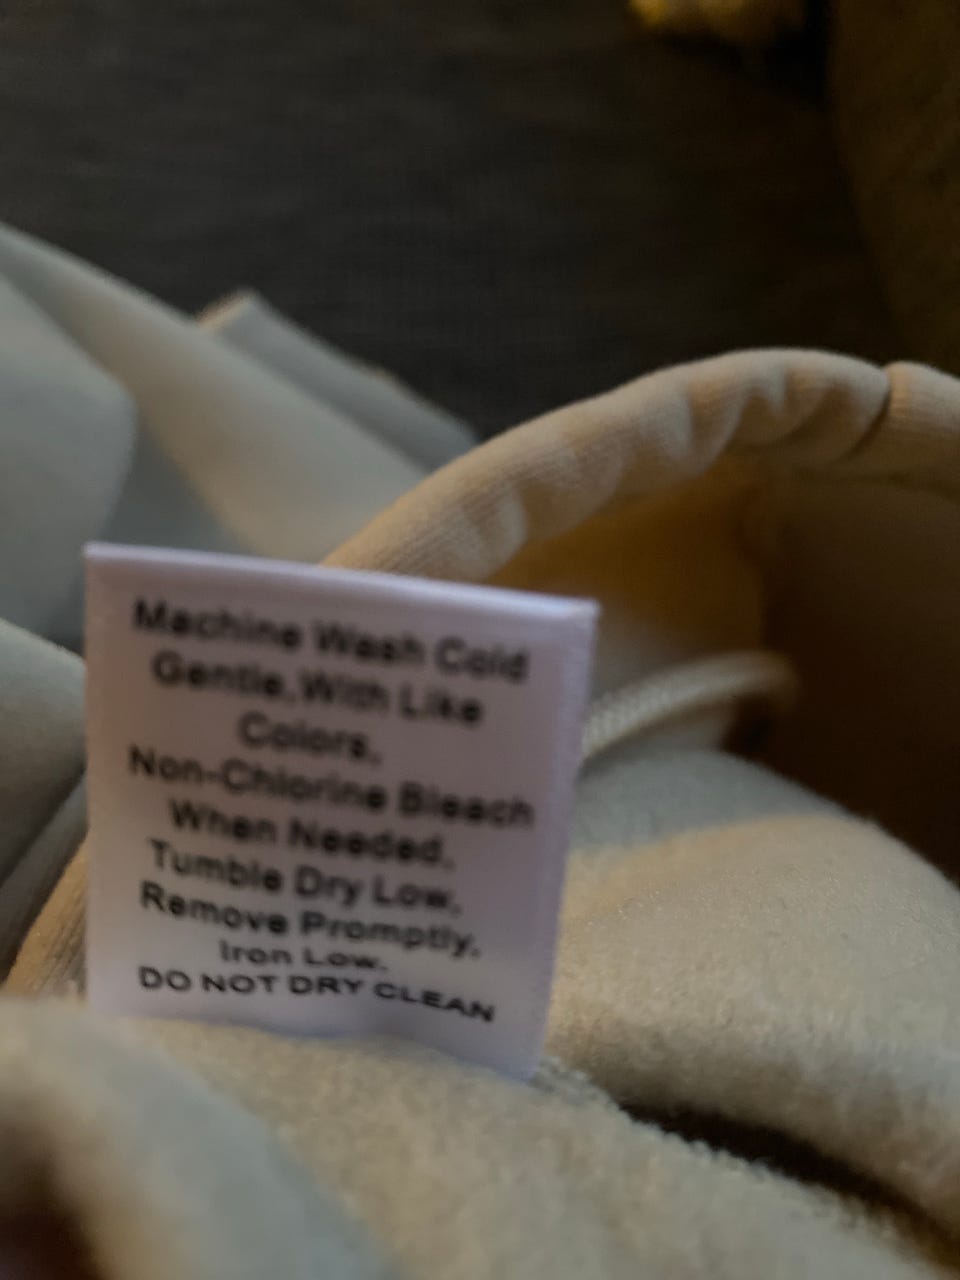 Machine Wash Cold
Gentle,With Like
Colors,
Non-Chlorine Bleach
When Needed,
Tumble Dry Low,
Remove Promptly,
Iron Low.
DO NOT DRY CLEAN